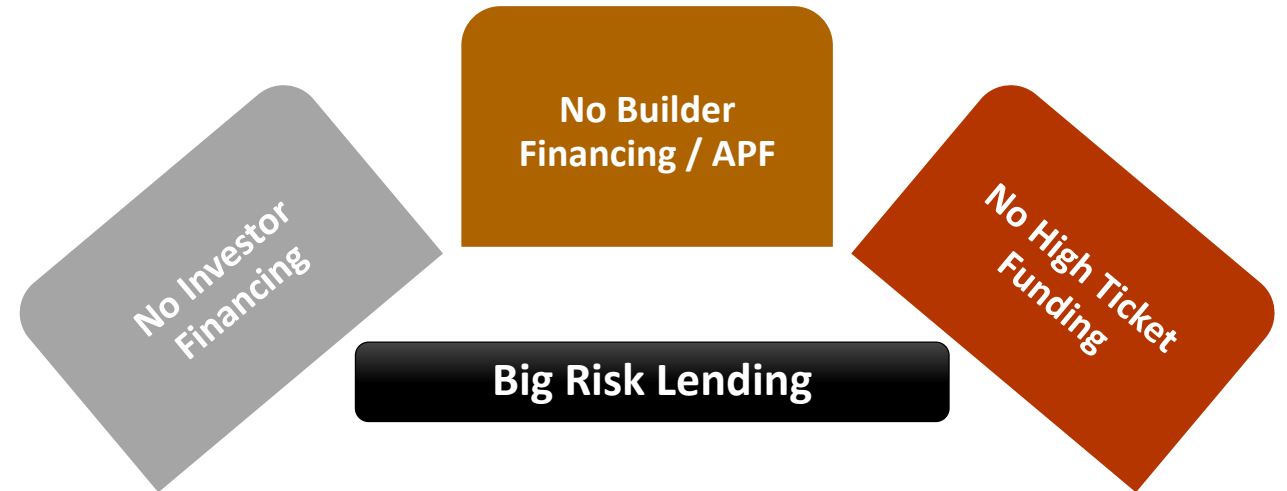 No Investor
Financing
No Builder
Financing / APF
No High Ticket
Funding
Big Risk Lending